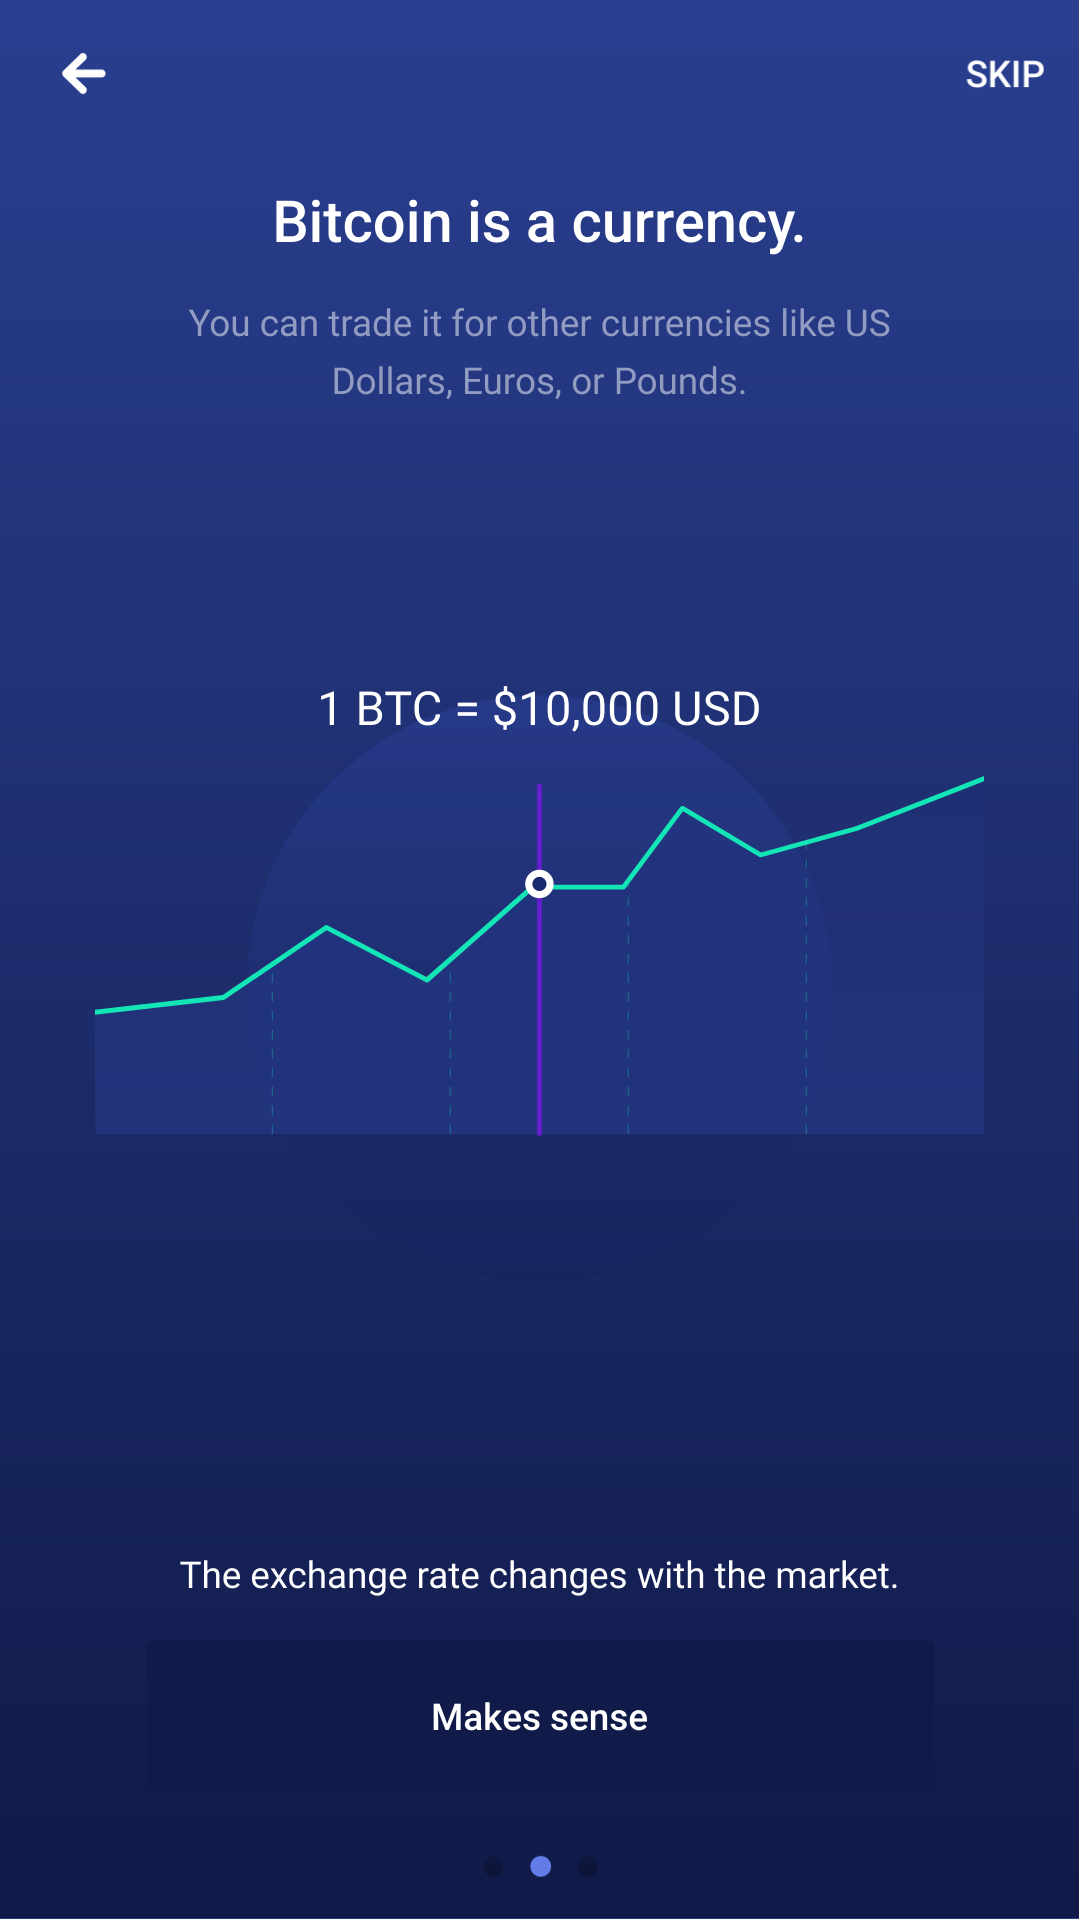 SKIP
Bitcoin is a currency.
You can trade it for other currencies like US
Dollars, Euros, or Pounds.
1 BTC = $10,000 USD
The exchange rate changes with the market.
Makes sense